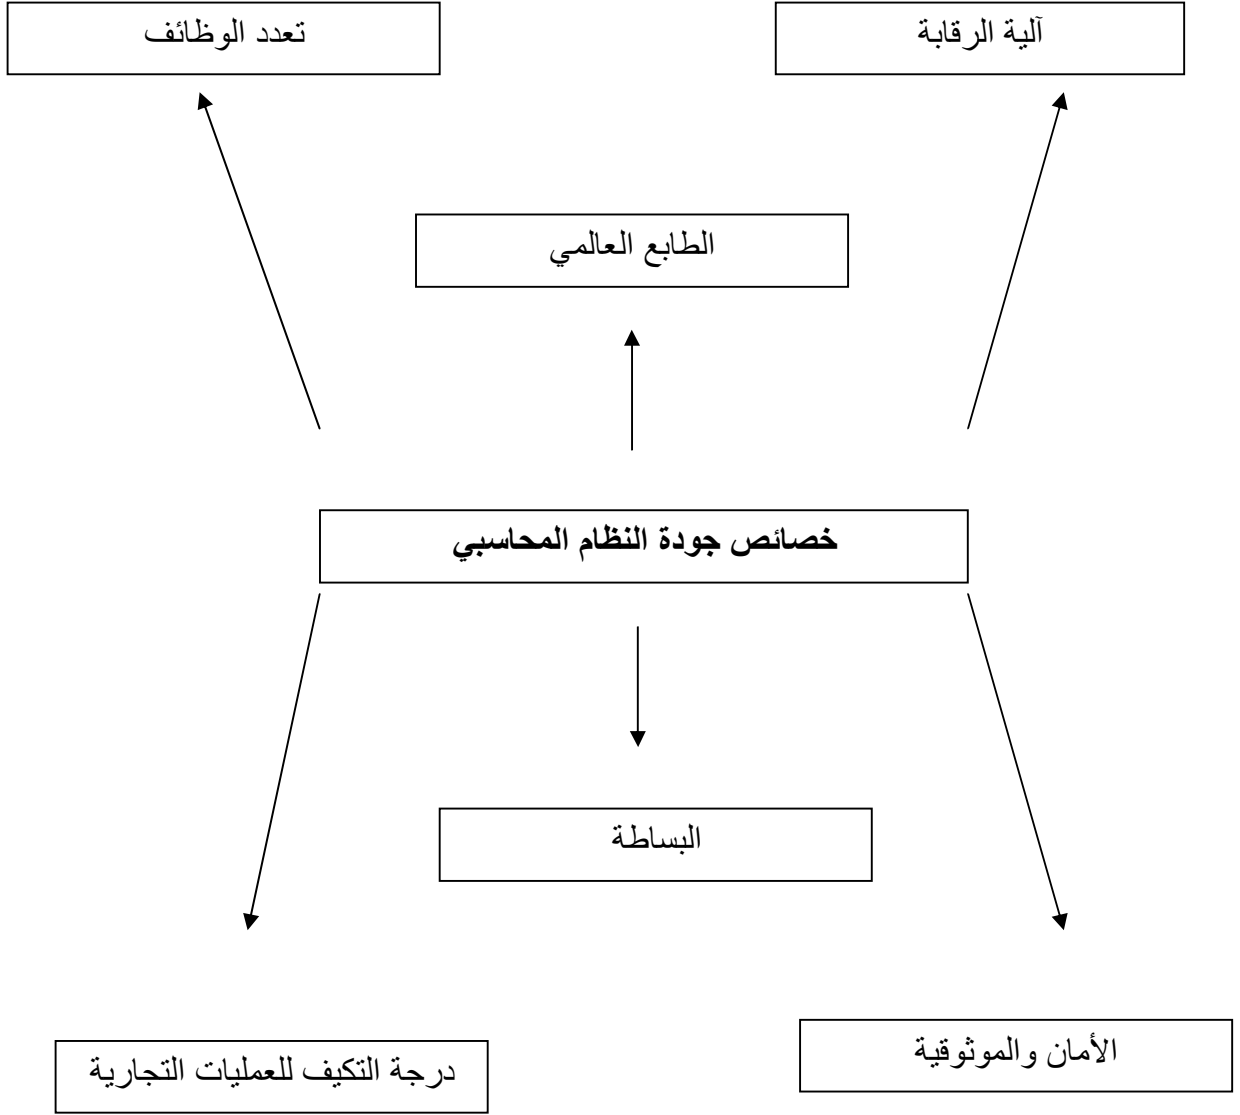 آلية الرقابة
تعدد الوظائف
الطابع العالمي
خصائص جودة النظام المحاسبي
البساطة
الأمان والموثوقية
درجة التكيف للعمليات التجارية